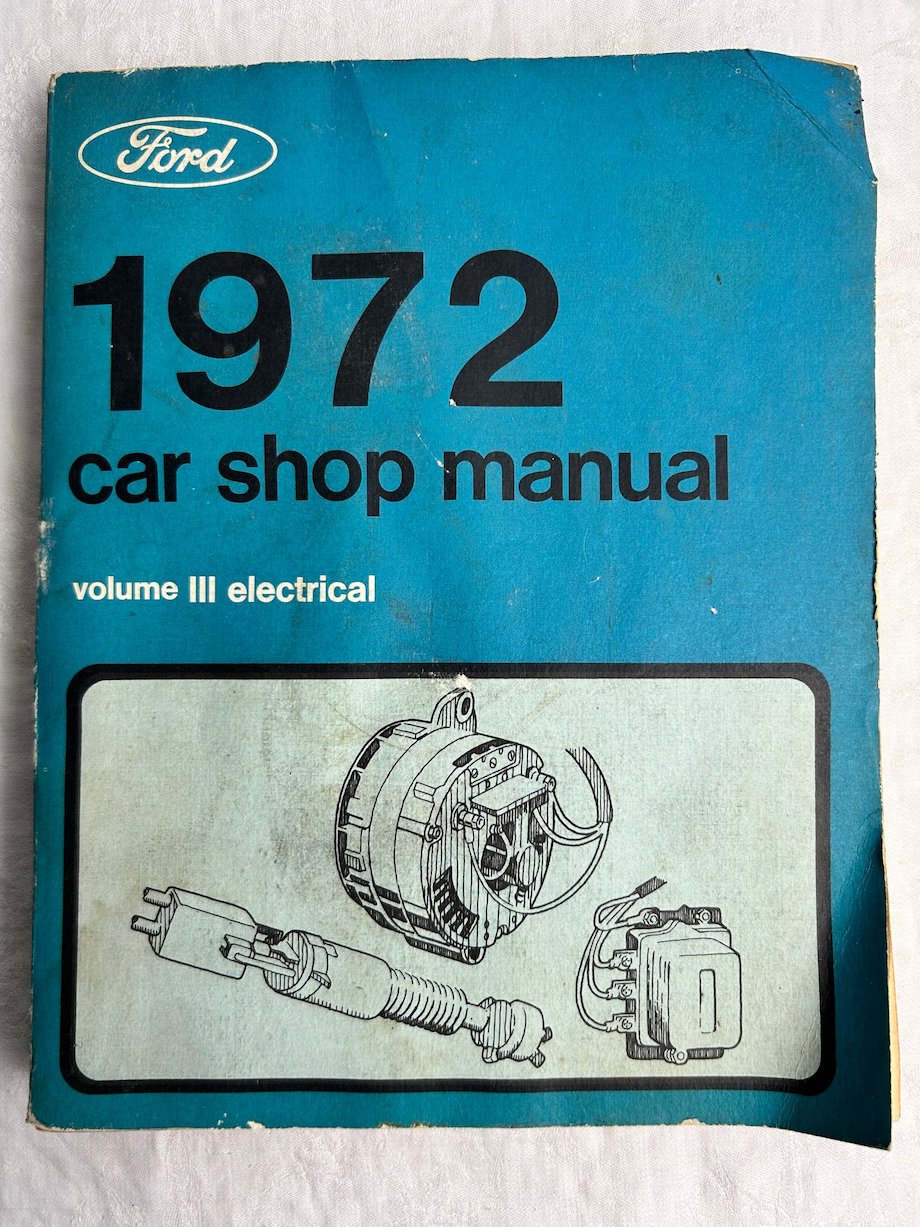 Ford
1972
car shop manual
volume III electrical